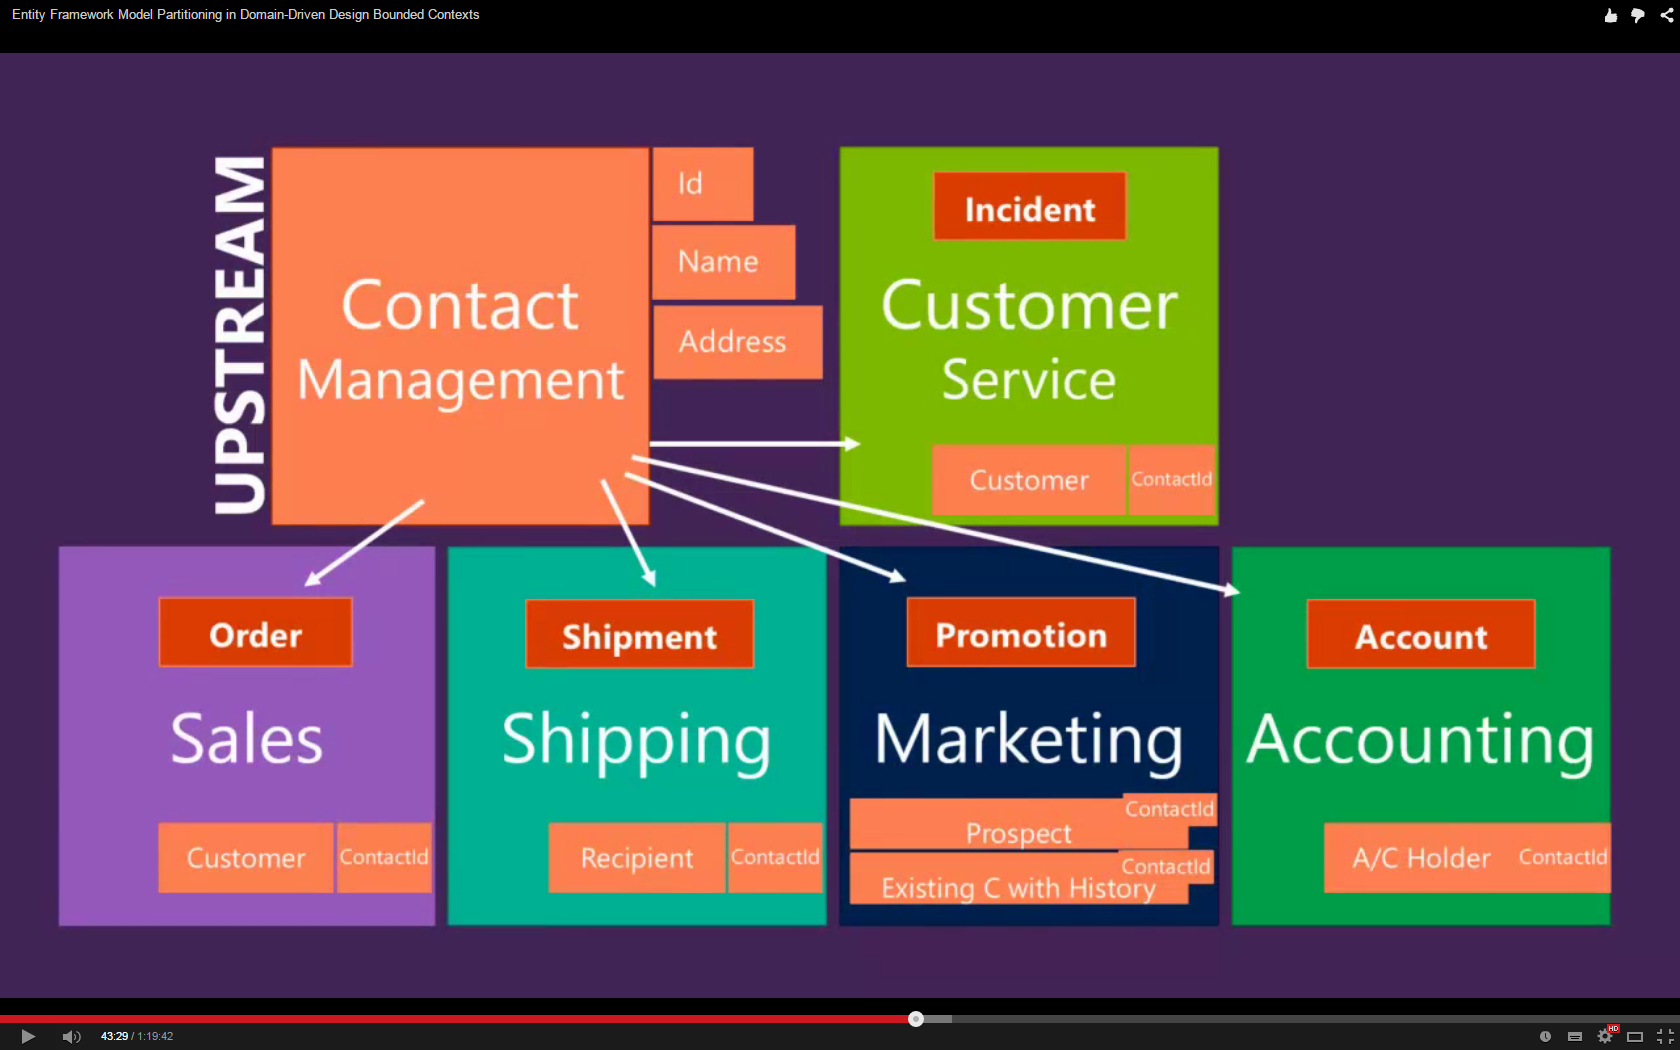 Entity Framework Model Partitioning in Domain-Driven Design Bounded Contexts
UPSTREAM
Contact
Management
Id
Name
Address
Incident
Customer
Service
Customer
ContactId
Order
Sales
Customer
ContactId
Shipment
Shipping
Recipient
ContactId
Promotion
Marketing
ContactId
Prospect
ContactId
Existing C with History
Account
Accounting
A/C Holder
ContactId
43:29 / 1:19:42
HD